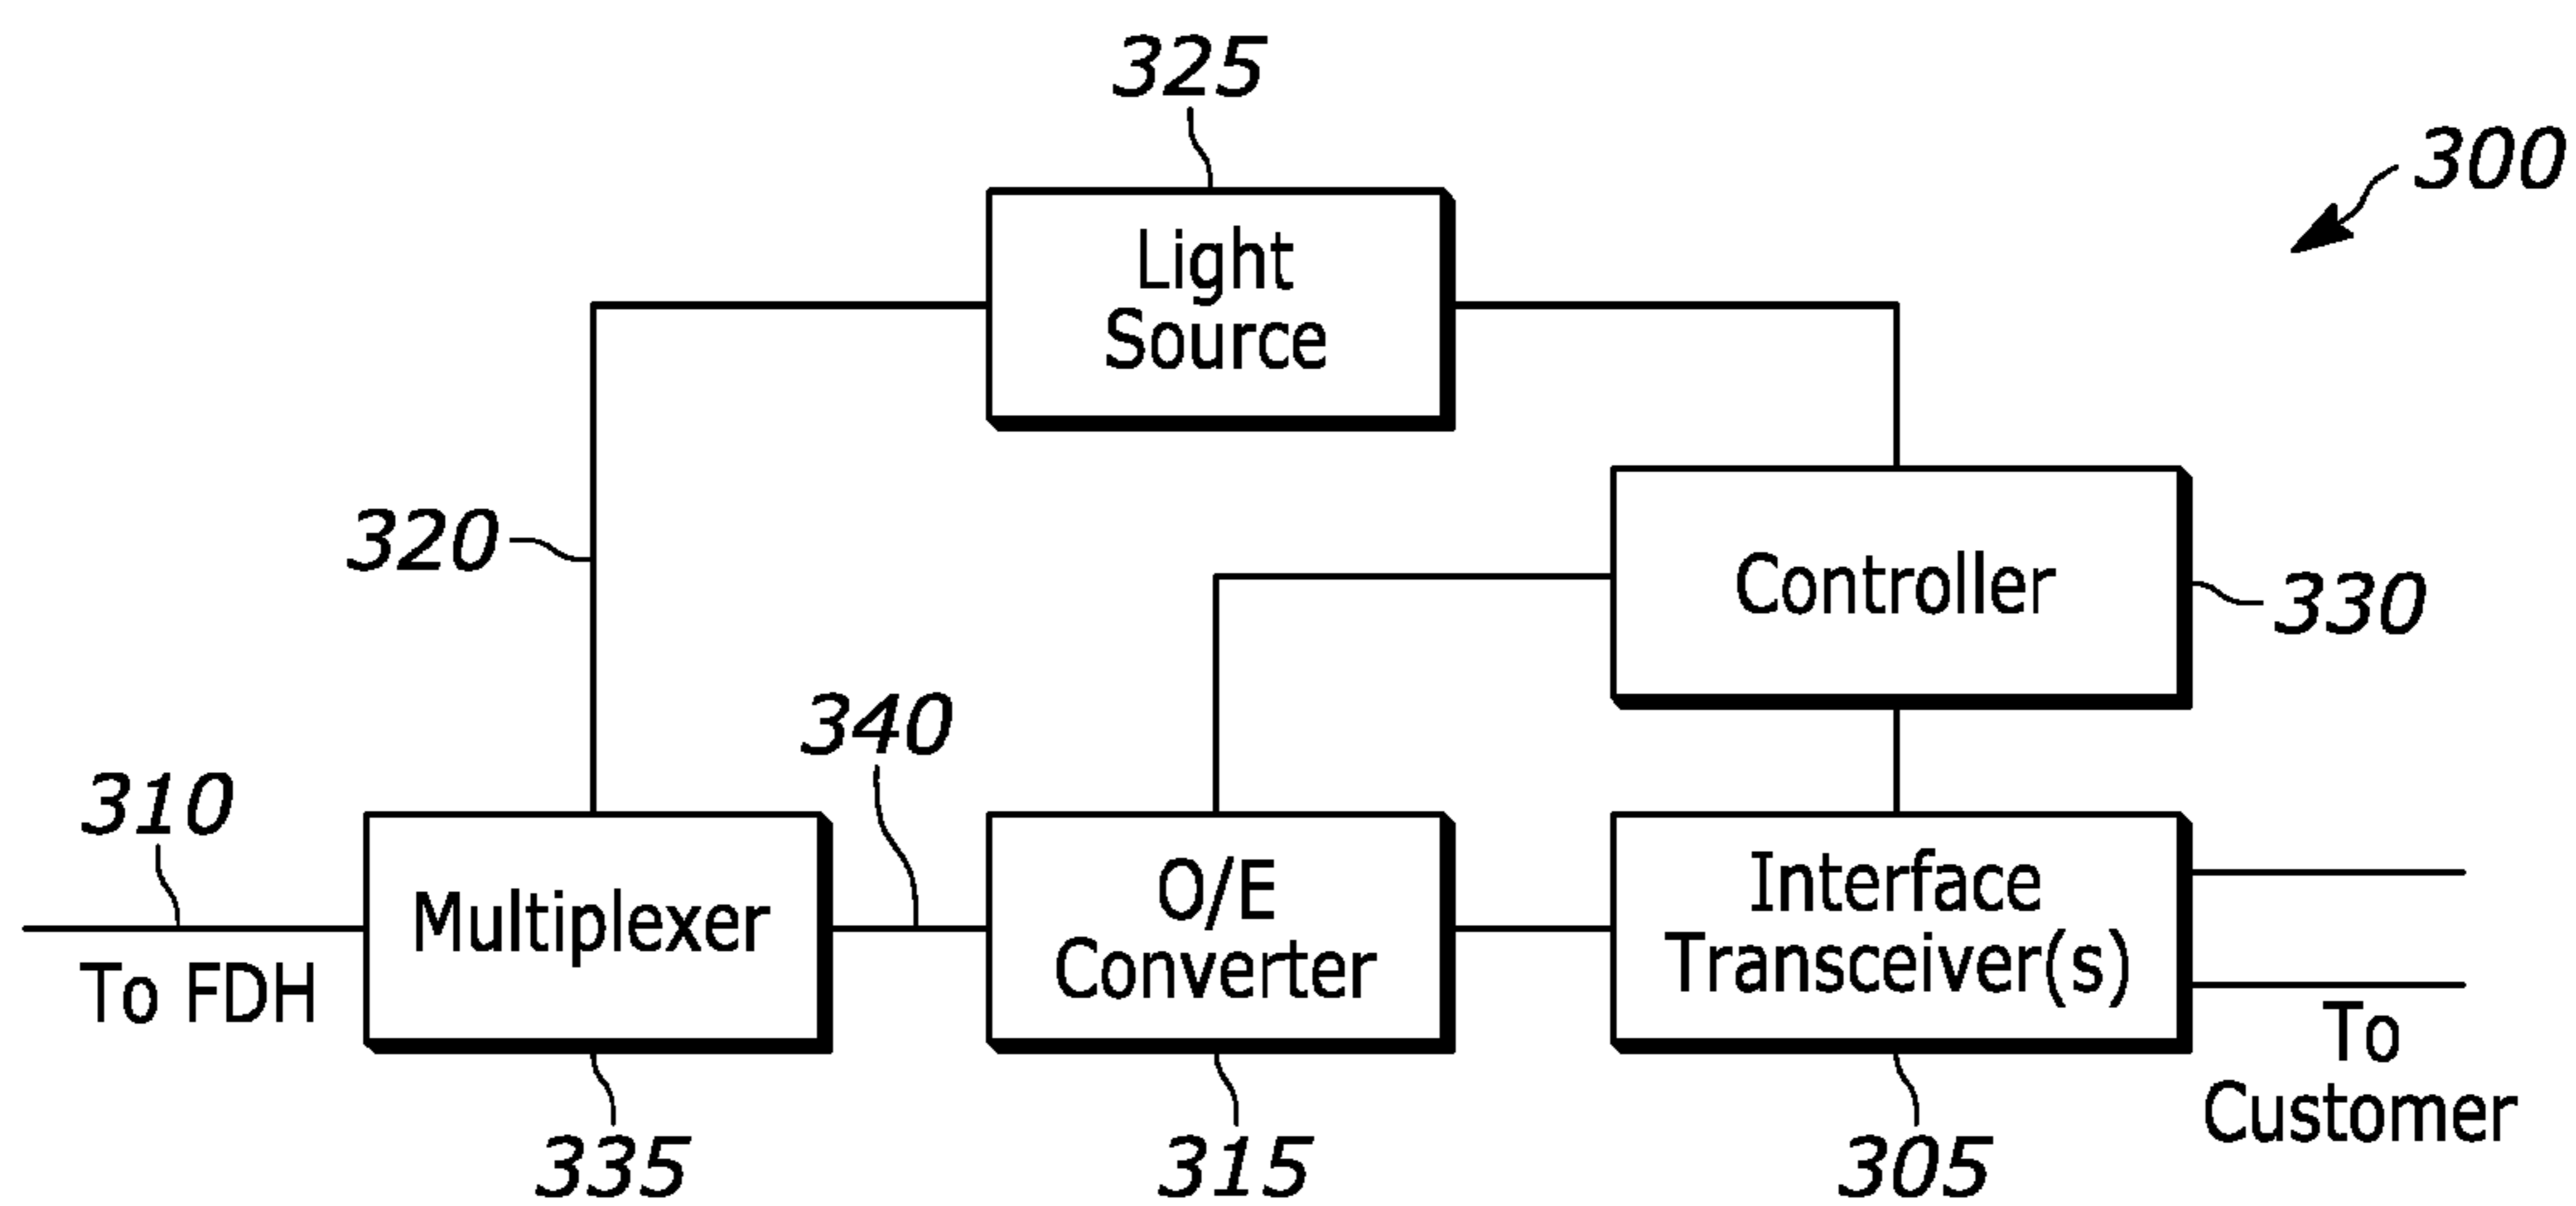 325
300
Light
Source
320
Controller
330
340
310
To FDH
Multiplexer
O/E
Converter
Interface
Transceiver(s)
To
Customer
335
315
305